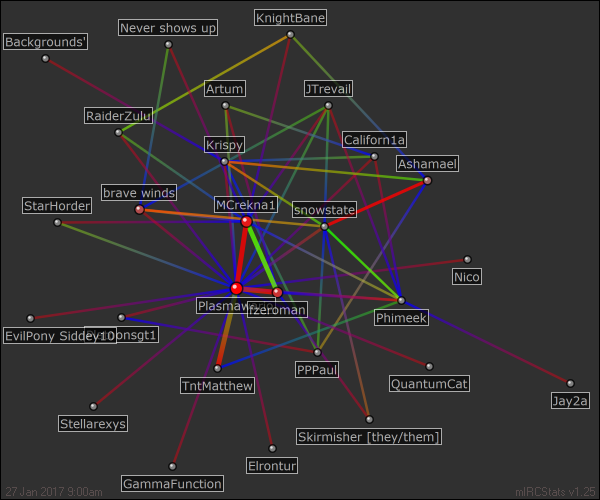 KnightBane
Never shows up
Backgrounds'
Artum
JTrevail
RaiderZulu
Californ1a
Krispy
Ashamael
brave winds
StarHorder
MCrekna1
snowstate
Nico
Plasmaw
fzeroman
Phimeek
EvilPony Siddey10
onsgt1
PPPaul
TntMatthew
QuantumCat
Jay2a
Stellarexys
Skirmisher [they/them]
Elrontur
GammaFunction
27 Jan 2017 9:00am
mIRCStats v1.25